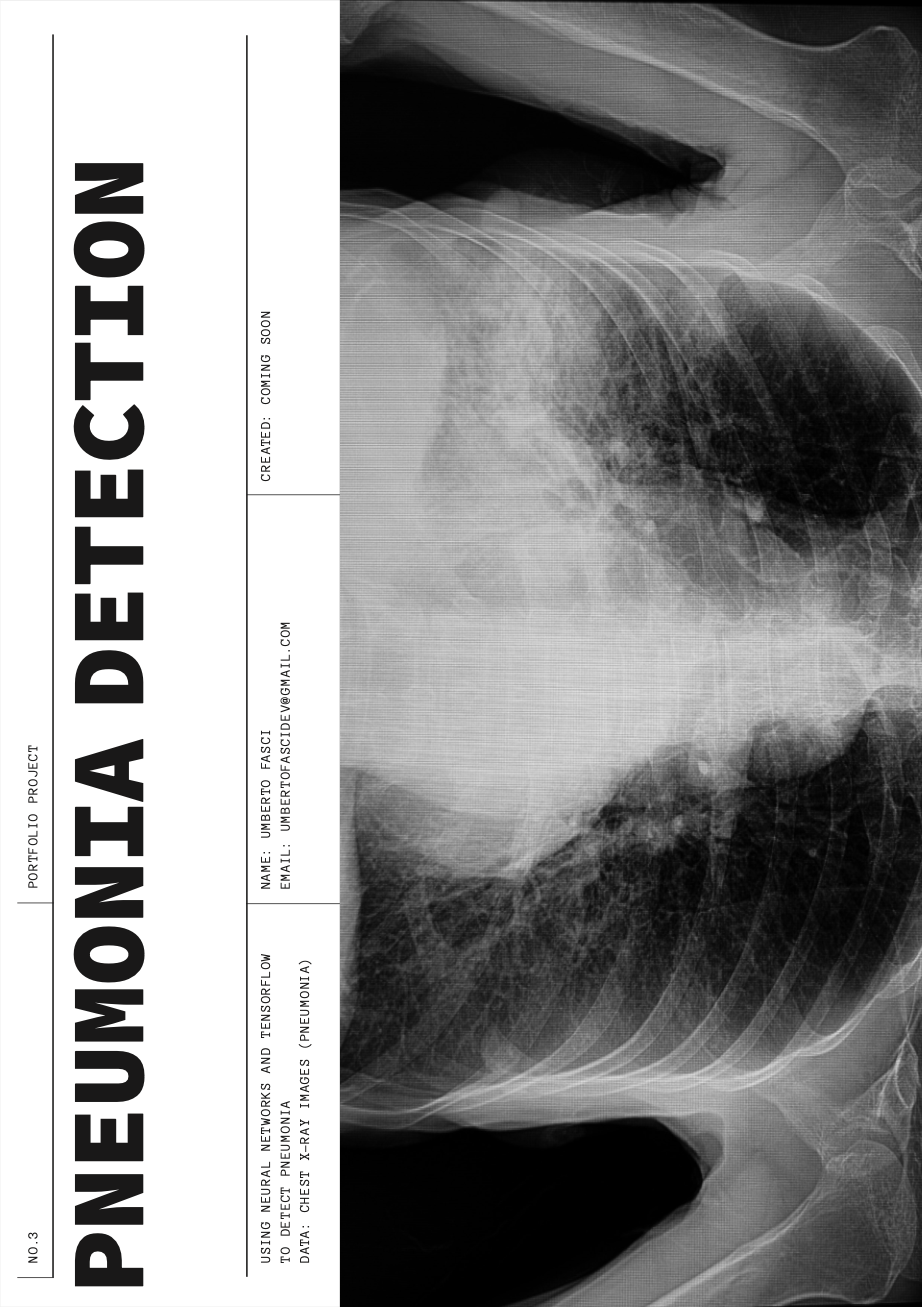 NO.3
PORTFOLIO PROJECT
PNEUMONIA DETECTION
USING NEURAL NETWORKS AND TENSORFLOW
TO DETECT PNEUMONIA
DATA: CHEST X-RAY IMAGES (PNEUMONIA)
NAME: UMBERTO FASCI
EMAIL: UMBERTOFASCIDEV@GMAIL.COM
CREATED: COMING SOON